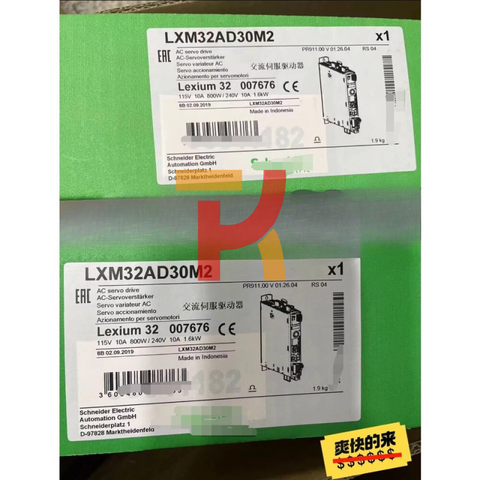 LXM32AD30M2
x1
EAC
AC servo drive
PR911.00 V 01.26.04
RS 04
AC-Servoverstärker
Servo variateur AC
Servo accionamiento
Azionamento per servomotori
交流伺服驱动器
Lexium 32 007676 CE
115V 10A 800W / 240V 10A 1.6kW
8B 02.09.2019
LXM32AD30M2
Made in Indonesia
182
1.9 kg
Schneider Electric
Automation GmbH
Schneiderplatz 1
D-97828 Marktheidenfeld
LXM32AD30M2
x1
EAC
AC servo drive
PR911.00 V 01.26.04
RS 04
AC-Servoverstärker
Servo variateur AC
Servo accionamiento
Azionamento per servomotori
交流伺服驱动器
Lexium 32 007676 CE
115V 10A 800W / 240V 10A 1.6kW
8B 02.09.2019
LXM32AD30M2
Made in Indonesia
182
1.9 kg
Schneider Electric
Automation GmbH
Schneiderplatz 1
D-97828 Marktheidenfeld
爽快的来
$$$$$$